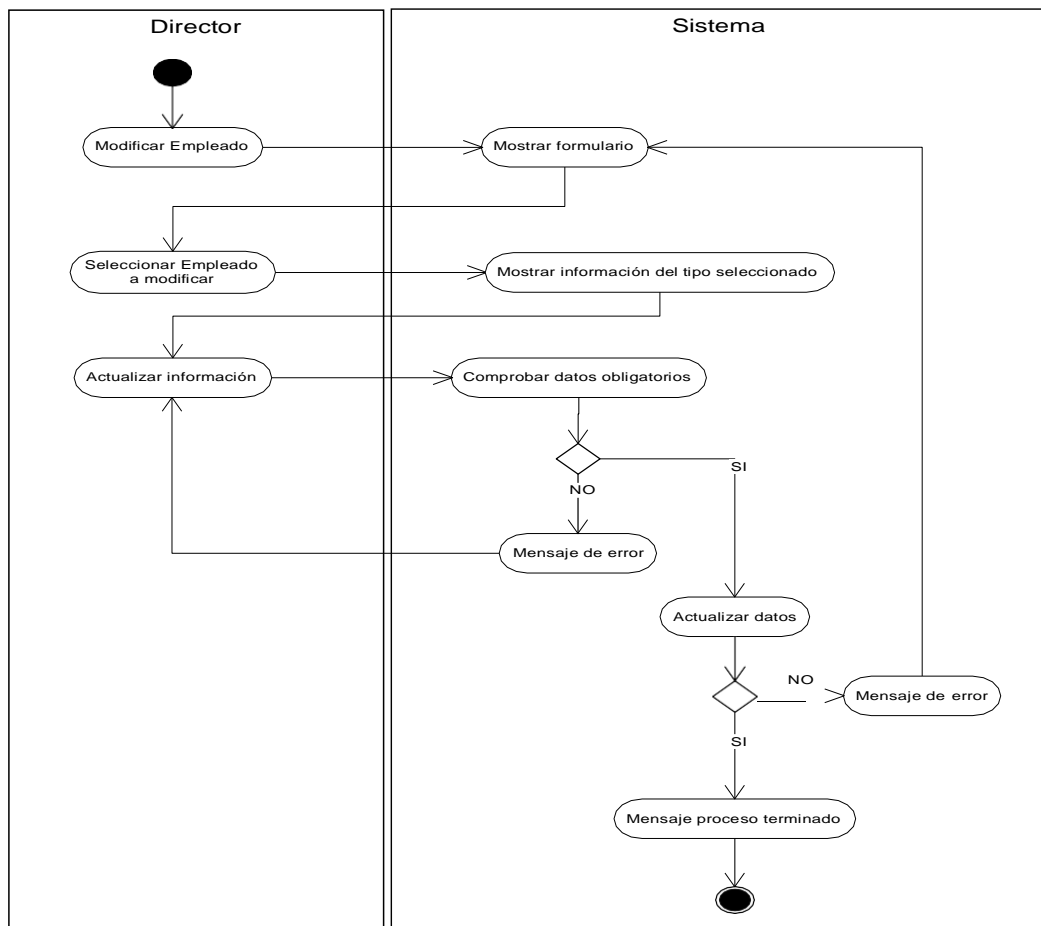 Director
Sistema
Modificar Empleado
Mostrar formulario
Seleccionar Empleado
a modificar
Mostrar información del tipo seleccionado
Actualizar información
Comprobar datos obligatorios
SI
NO
Mensaje de error
Actualizar datos
NO
Mensaje de error
SI
Mensaje proceso terminado